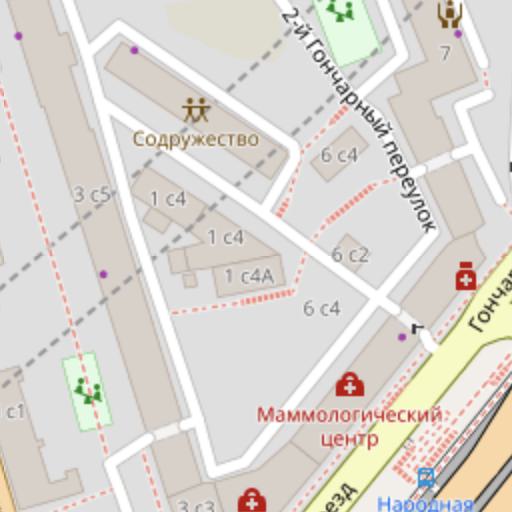 2-й Гончарный переулок
7
Содружество
6 с4
3 с5
1 с4
1 с4
6 с2
1 с4А
6 с4
Гончар
Маммологический
центр
с1
3 с3
езд
Народная